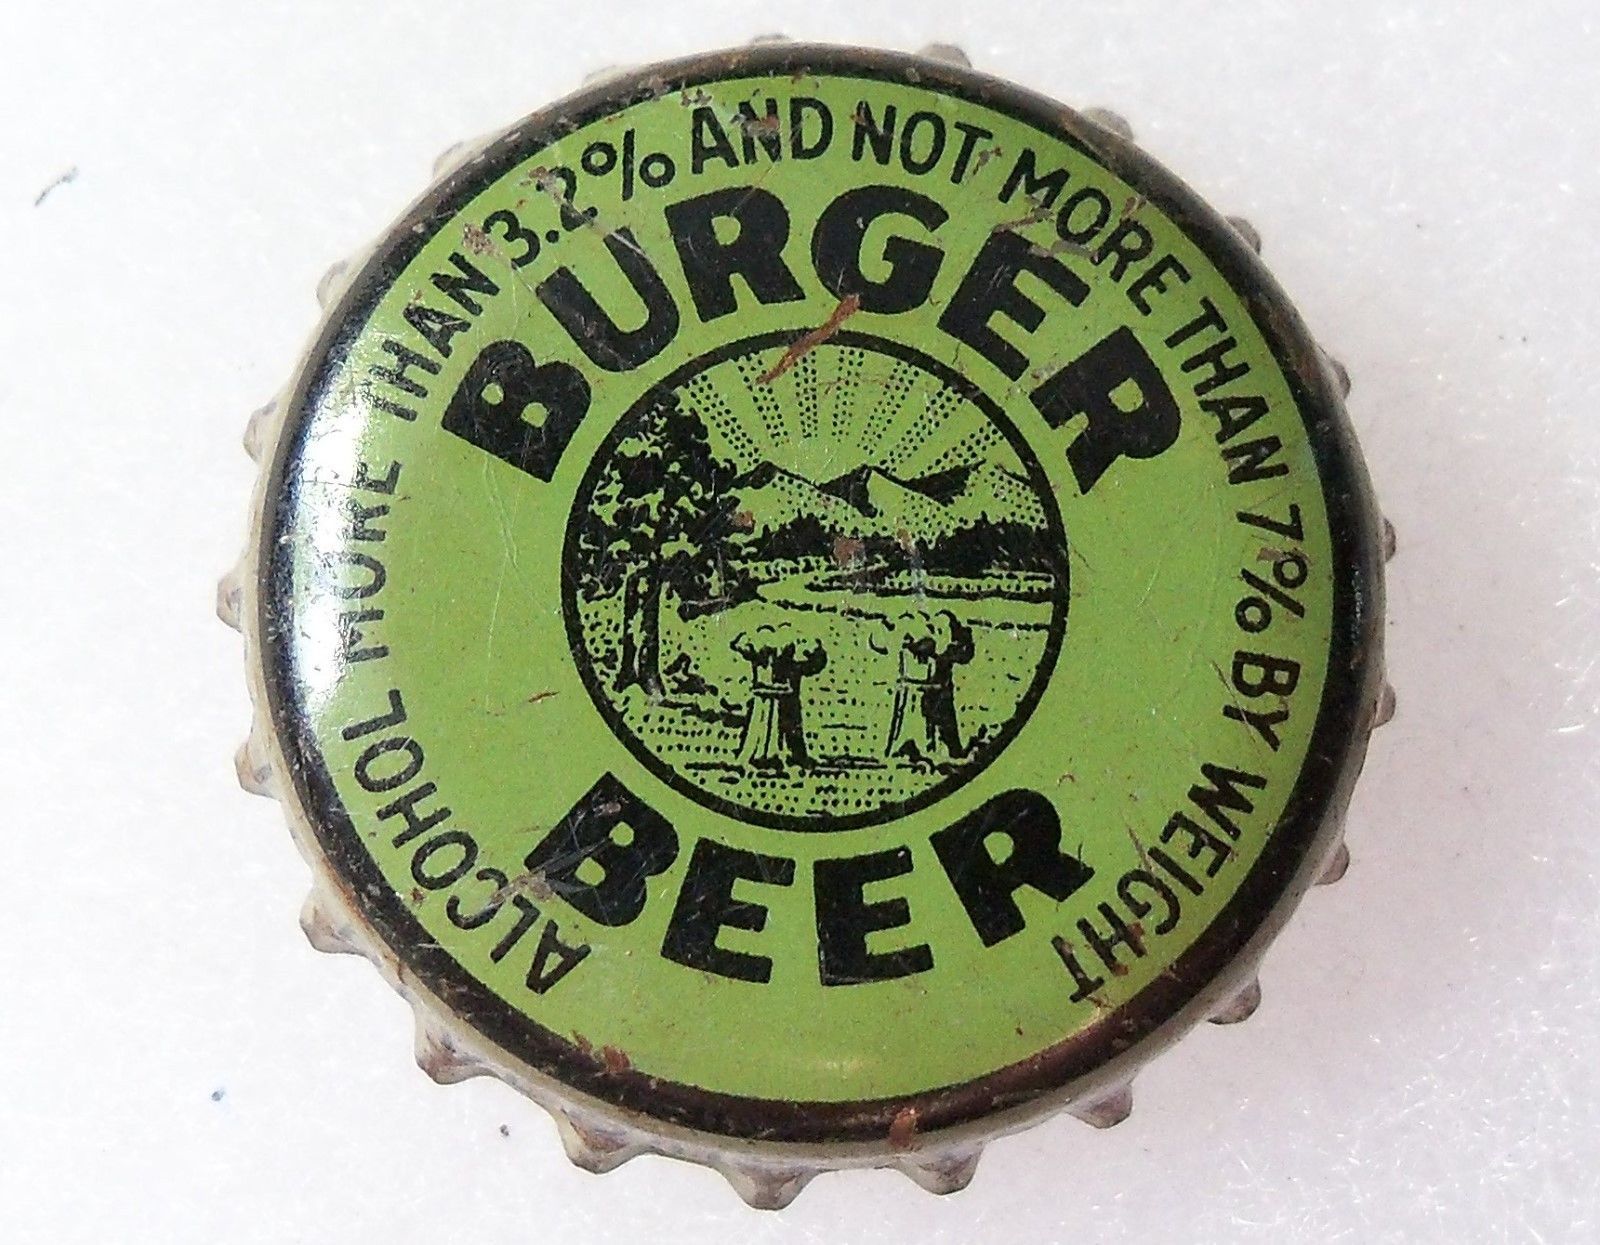 ALCOHOL MORE THAN 3.2% AND NOT MORE THAN 7% BY WEIGHT
BURGER
BEER